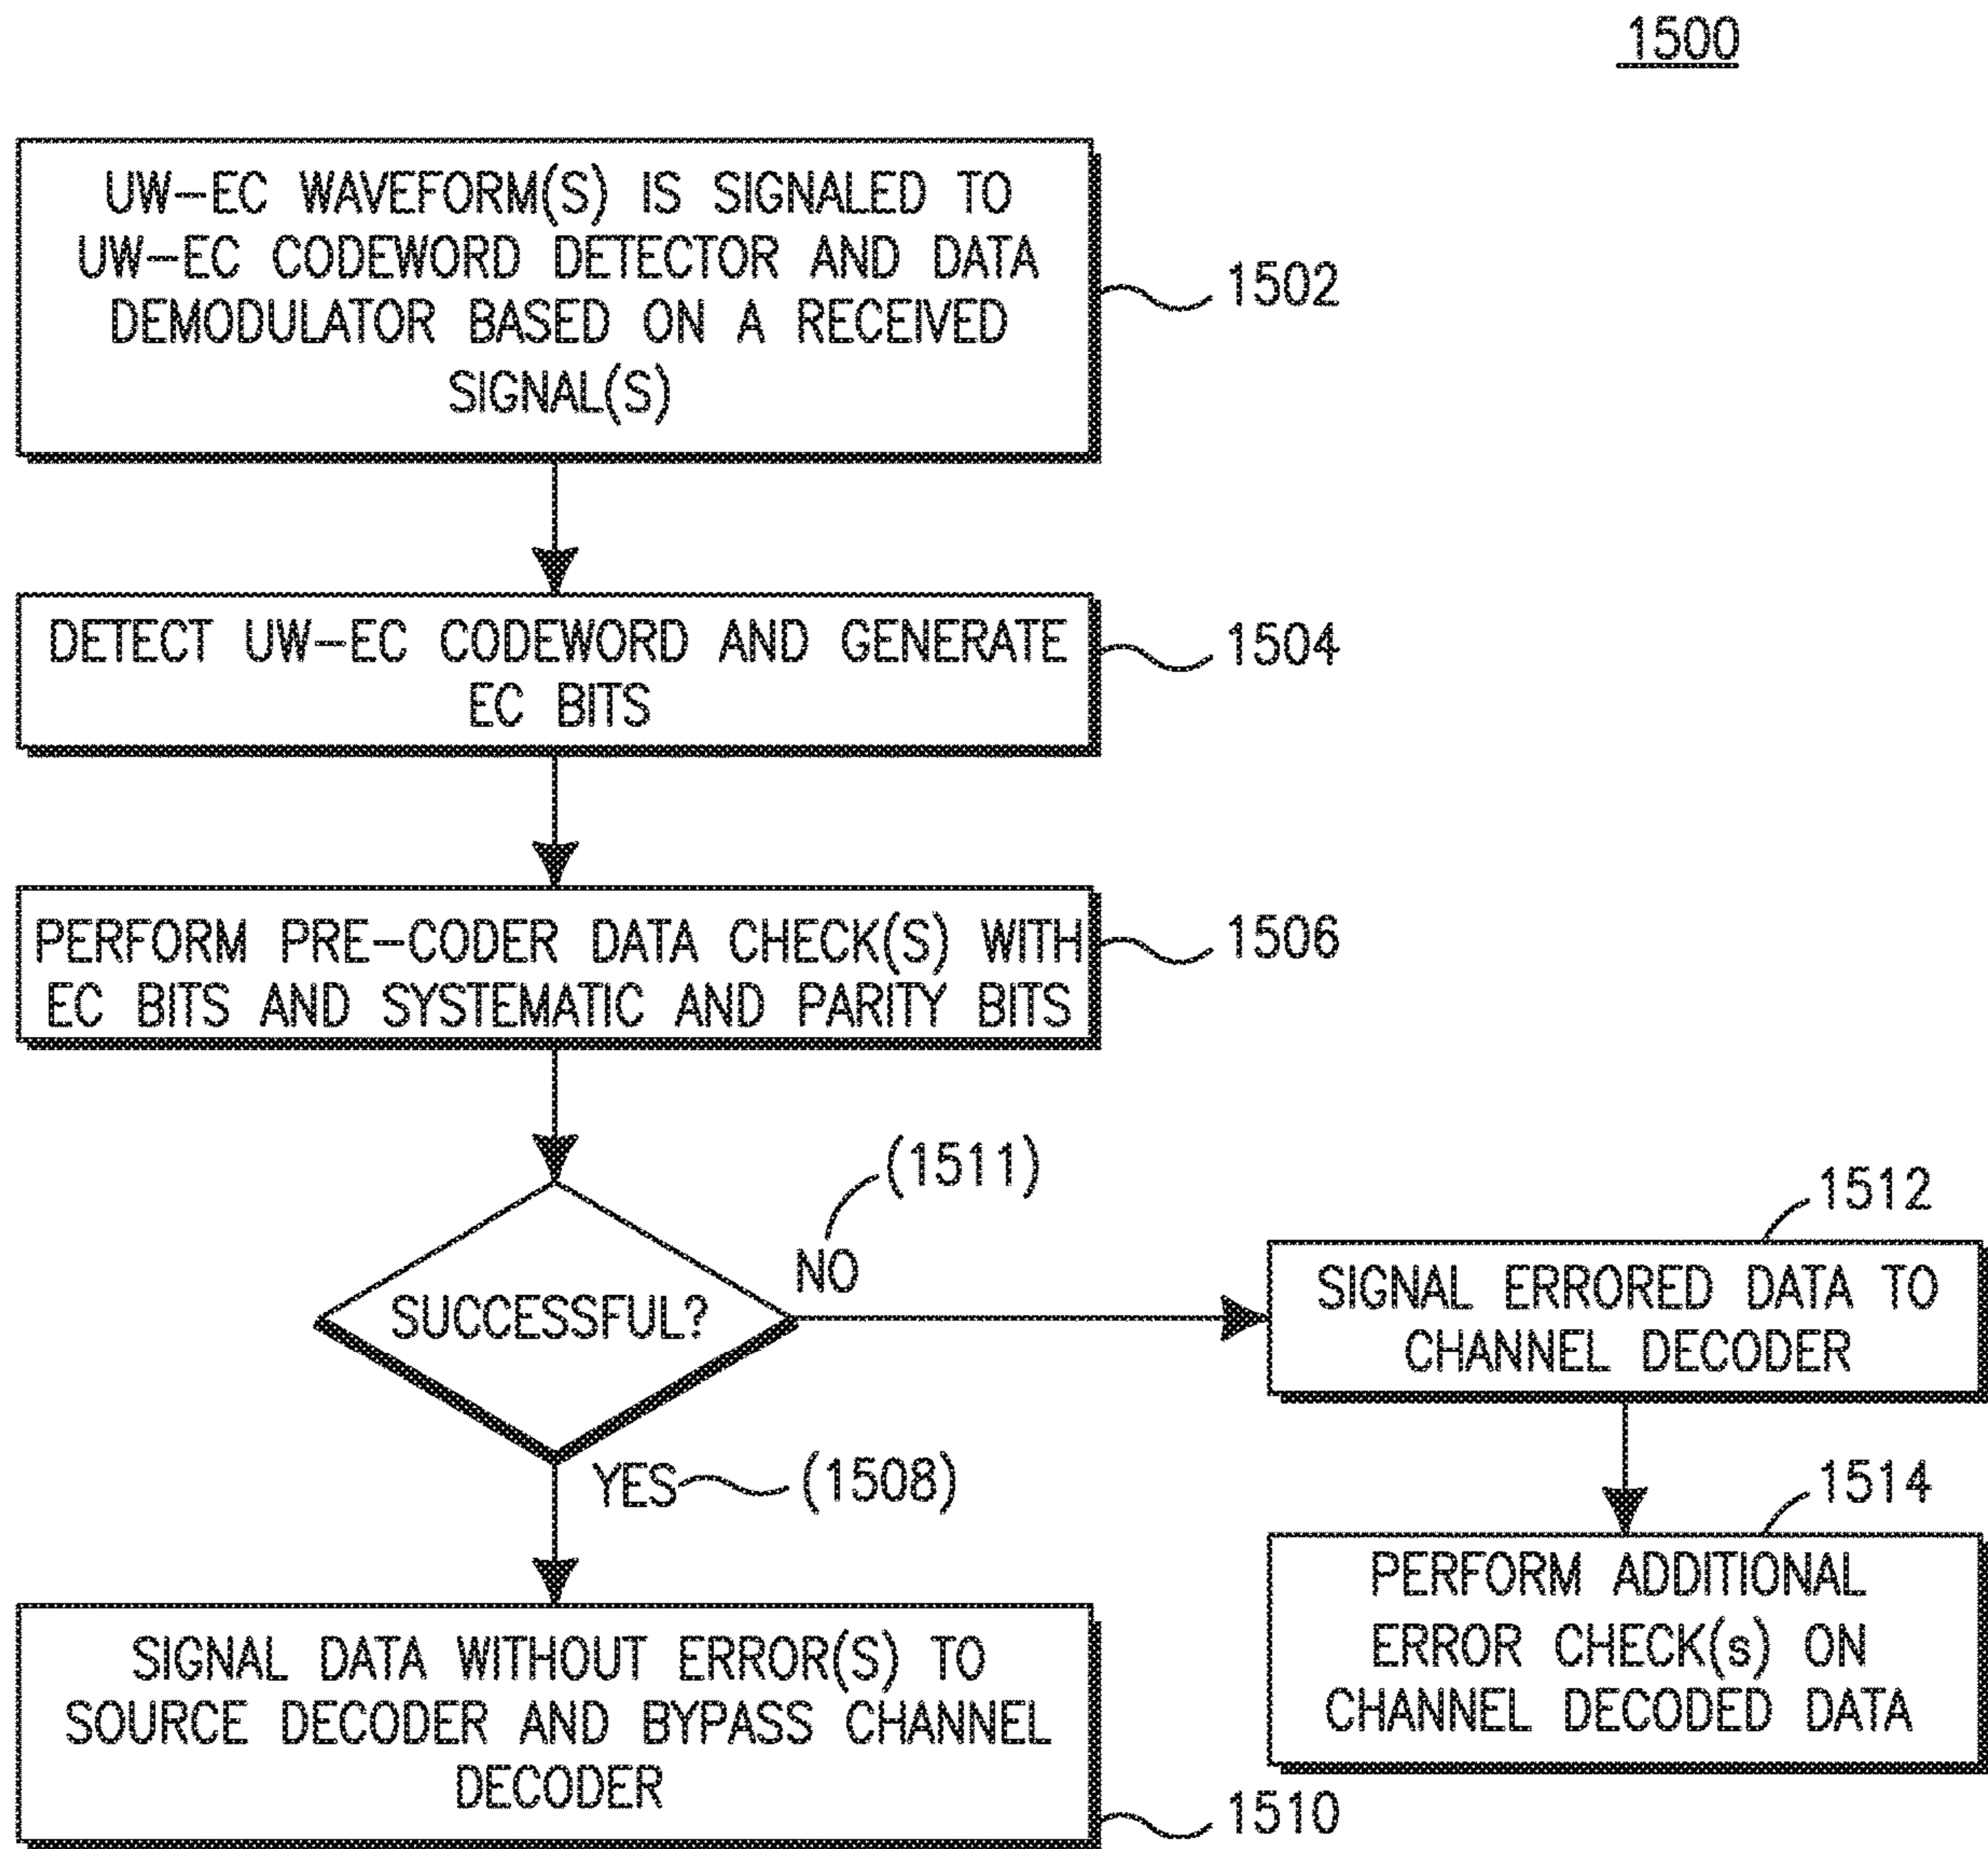 1500
UW-EC WAVEFORM(S) IS SIGNALED TO
UW-EC CODEWORD DETECTOR AND DATA
DEMODULATOR BASED ON A RECEIVED
SIGNAL(S)
1502
DETECT UW-EC CODEWORD AND GENERATE
EC BITS
1504
PERFORM PRE-CODER DATA CHECK(S) WITH
EC BITS AND SYSTEMATIC AND PARITY BITS
1506
SUCCESSFUL?
NO
(1511)
YES
(1508)
SIGNAL DATA WITHOUT ERROR(S) TO
SOURCE DECODER AND BYPASS CHANNEL
DECODER
1510
1512
SIGNAL ERRORED DATA TO
CHANNEL DECODER
1514
PERFORM ADDITIONAL
ERROR CHECK(s) ON
CHANNEL DECODED DATA